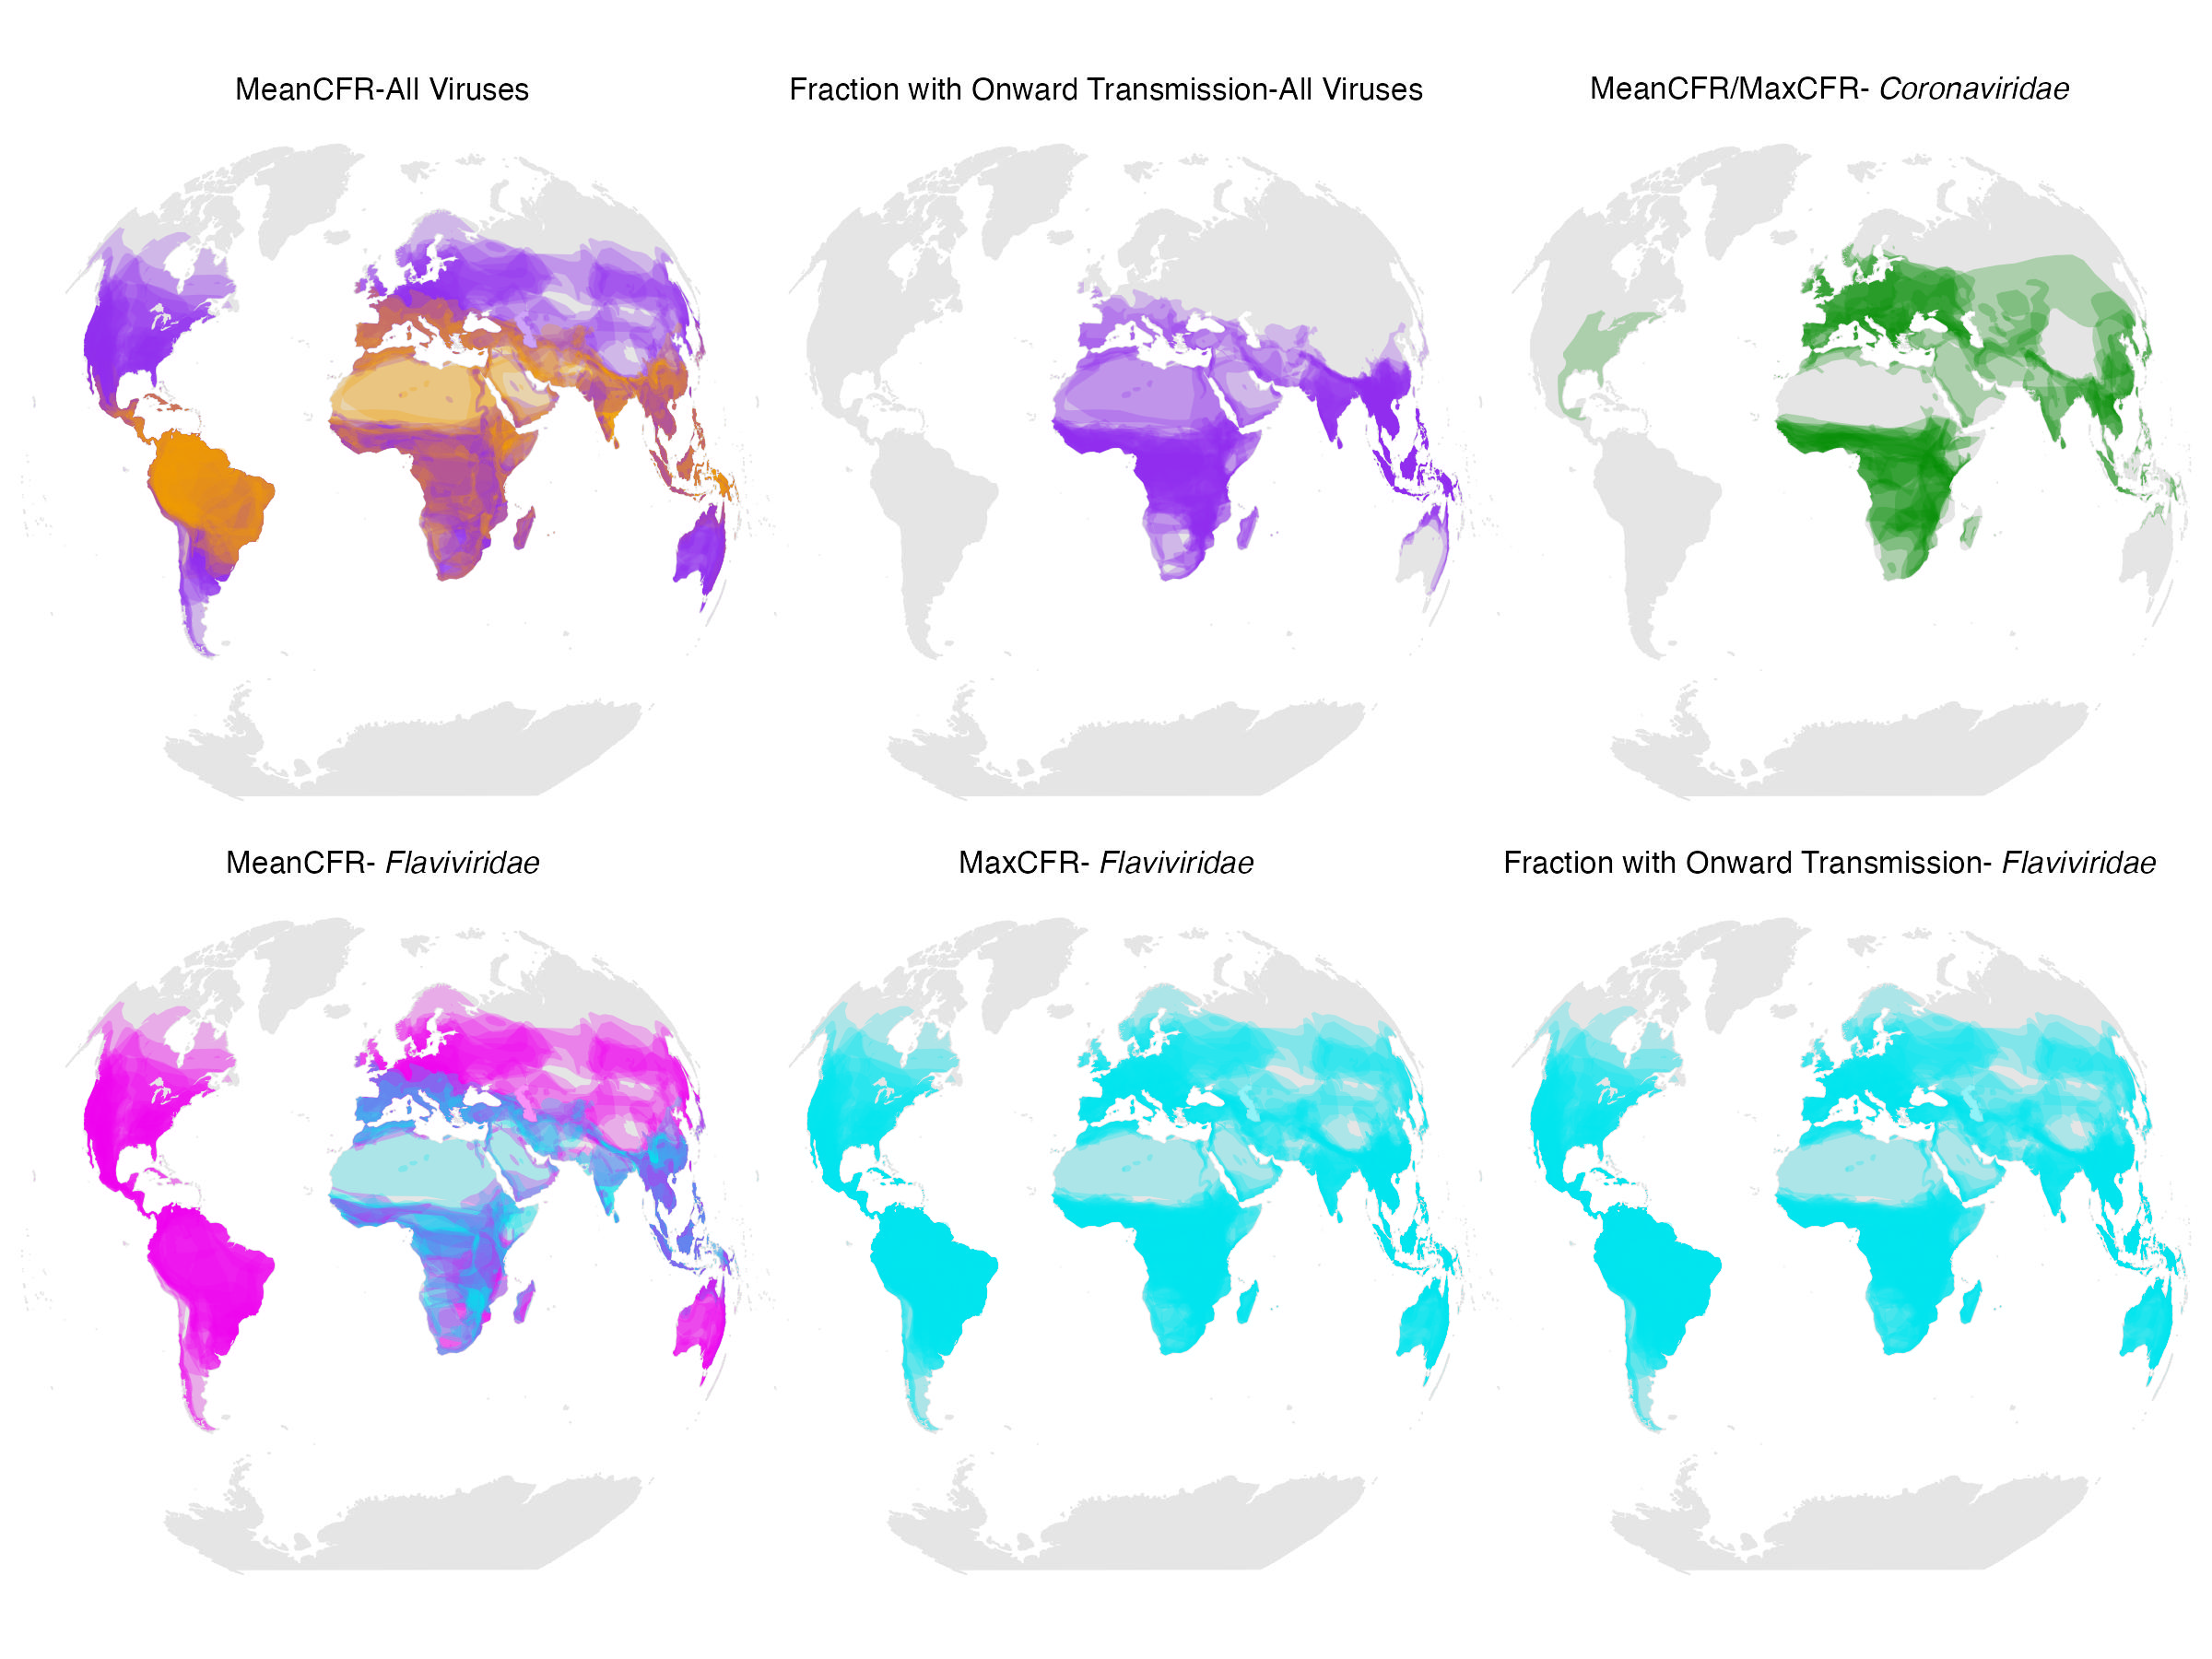 MeanCFR-All Viruses
Fraction with Onward Transmission-All Viruses
MeanCFR/MaxCFR- Coronaviridae
MeanCFR- Flaviviridae
MaxCFR- Flaviviridae
Fraction with Onward Transmission- Flaviviridae